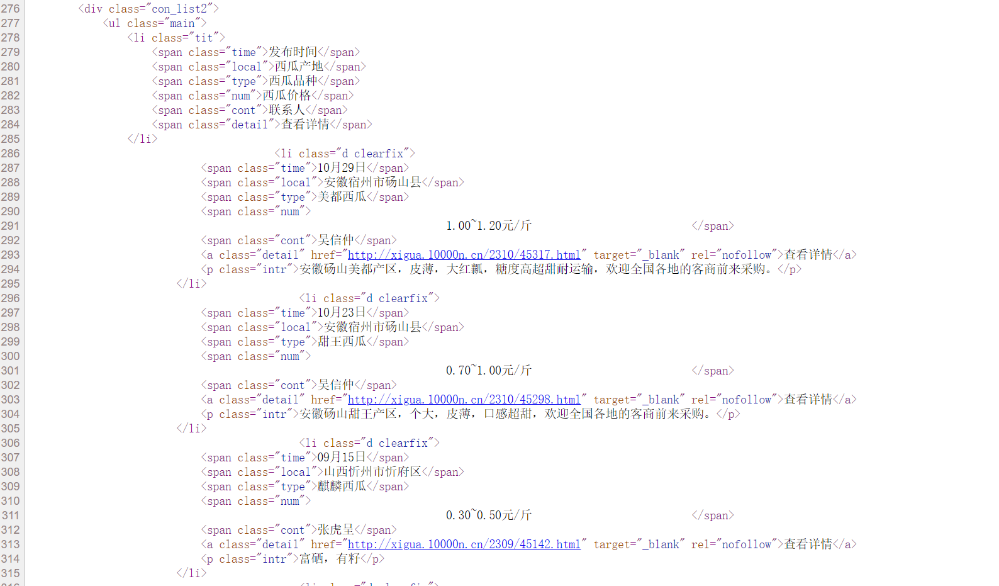 276 <div class="con_list2">
277 <ul class="main">
278 <li class="tit">
279 <span class="time">发布时间</span>
280 <span class="local">西瓜产地</span>
281 <span class="type">西瓜品种</span>
282 <span class="num">西瓜价格</span>
283 <span class="cont">联系人</span>
284 <span class="detail">查看详情</span>
285 </li>
286 <li class="d clearfix">
287 <span class="time">10月29日</span>
288 <span class="local">安徽宿州市砀山县</span>
289 <span class="type">美都西瓜</span>
290 <span class="num">
291 1.00~1.20元/斤 </span>
292 <span class="cont">吴信仲</span>
293 <a class="detail" href="http://xigua.10000n.cn/2310/45317.html" target="_blank" rel="nofollow">查看详情</a>
294 <p class="intr">安徽砀山美都产区，皮薄，大红瓤，糖度高超甜耐运输，欢迎全国各地的客商前来采购。</p>
295 </li>
296 <li class="d clearfix">
297 <span class="time">10月23日</span>
298 <span class="local">安徽宿州市砀山县</span>
299 <span class="type">甜王西瓜</span>
300 <span class="num">
301 0.70~1.00元/斤 </span>
302 <span class="cont">吴信仲</span>
303 <a class="detail" href="http://xigua.10000n.cn/2310/45298.html" target="_blank" rel="nofollow">查看详情</a>
304 <p class="intr">安徽砀山甜王产区，个大，皮薄，口感超甜，欢迎全国各地的客商前来采购。</p>
305 </li>
306 <li class="d clearfix">
307 <span class="time">09月15日</span>
308 <span class="local">山西忻州市忻府区</span>
309 <span class="type">麒麟西瓜</span>
310 <span class="num">
311 0.30~0.50元/斤 </span>
312 <span class="cont">张虎呈</span>
313 <a class="detail" href="http://xigua.10000n.cn/2309/45142.html" target="_blank" rel="nofollow">查看详情</a>
314 <p class="intr">富硒，有籽</p>
315 </li>